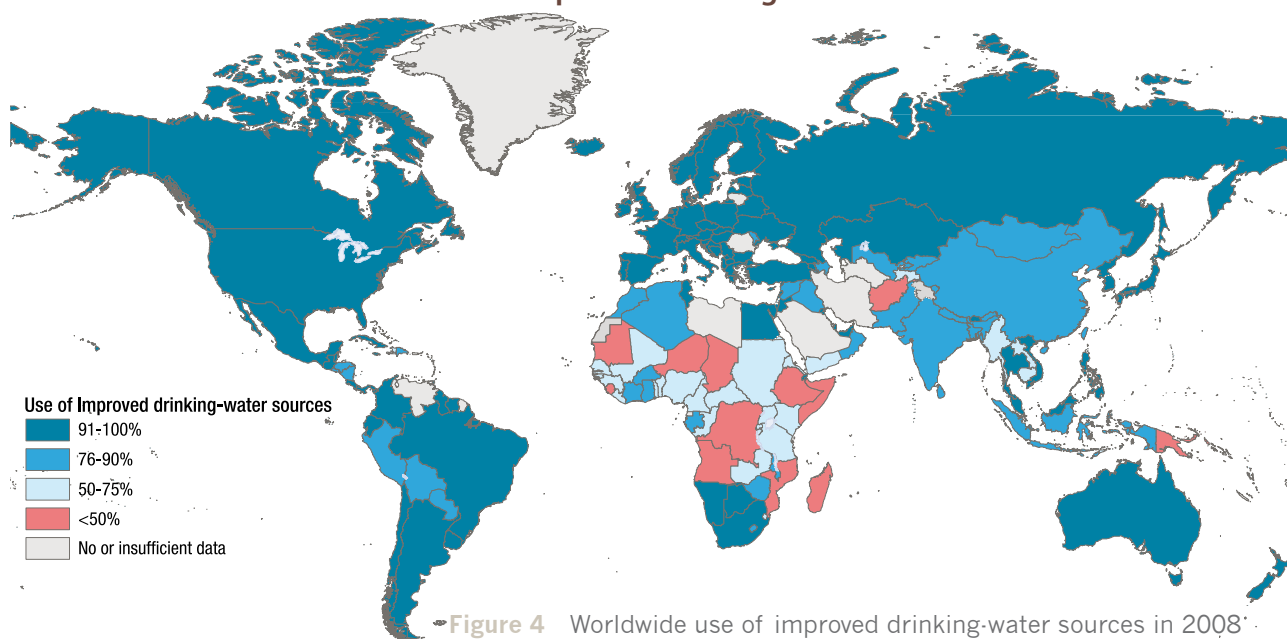 Use of Improved drinking-water sources
91-100%
76-90%
50-75%
<50%
No or insufficient data
Figure 4 Worldwide use of improved drinking-water sources in 2008